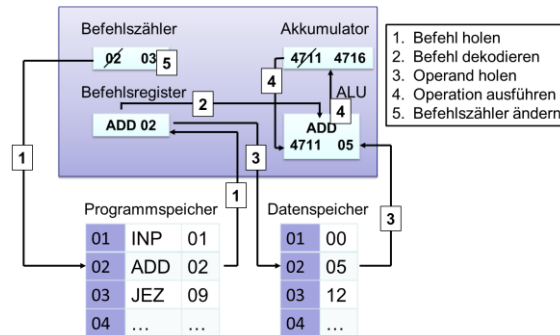 Befehlszähler
02 03
5
Akkumulator
4711 4716
4
ALU
4
Befehlsregister
2
ADD 02
ADD
4711 05
1
3
1
3
Programmspeicher
01 INP 01
02 ADD 02
03 JEZ 09
04 ... ...
Datenspeicher
01 00
02 05
03 12
04 ...
1. Befehl holen
2. Befehl dekodieren
3. Operand holen
4. Operation ausführen
5. Befehlszähler ändern